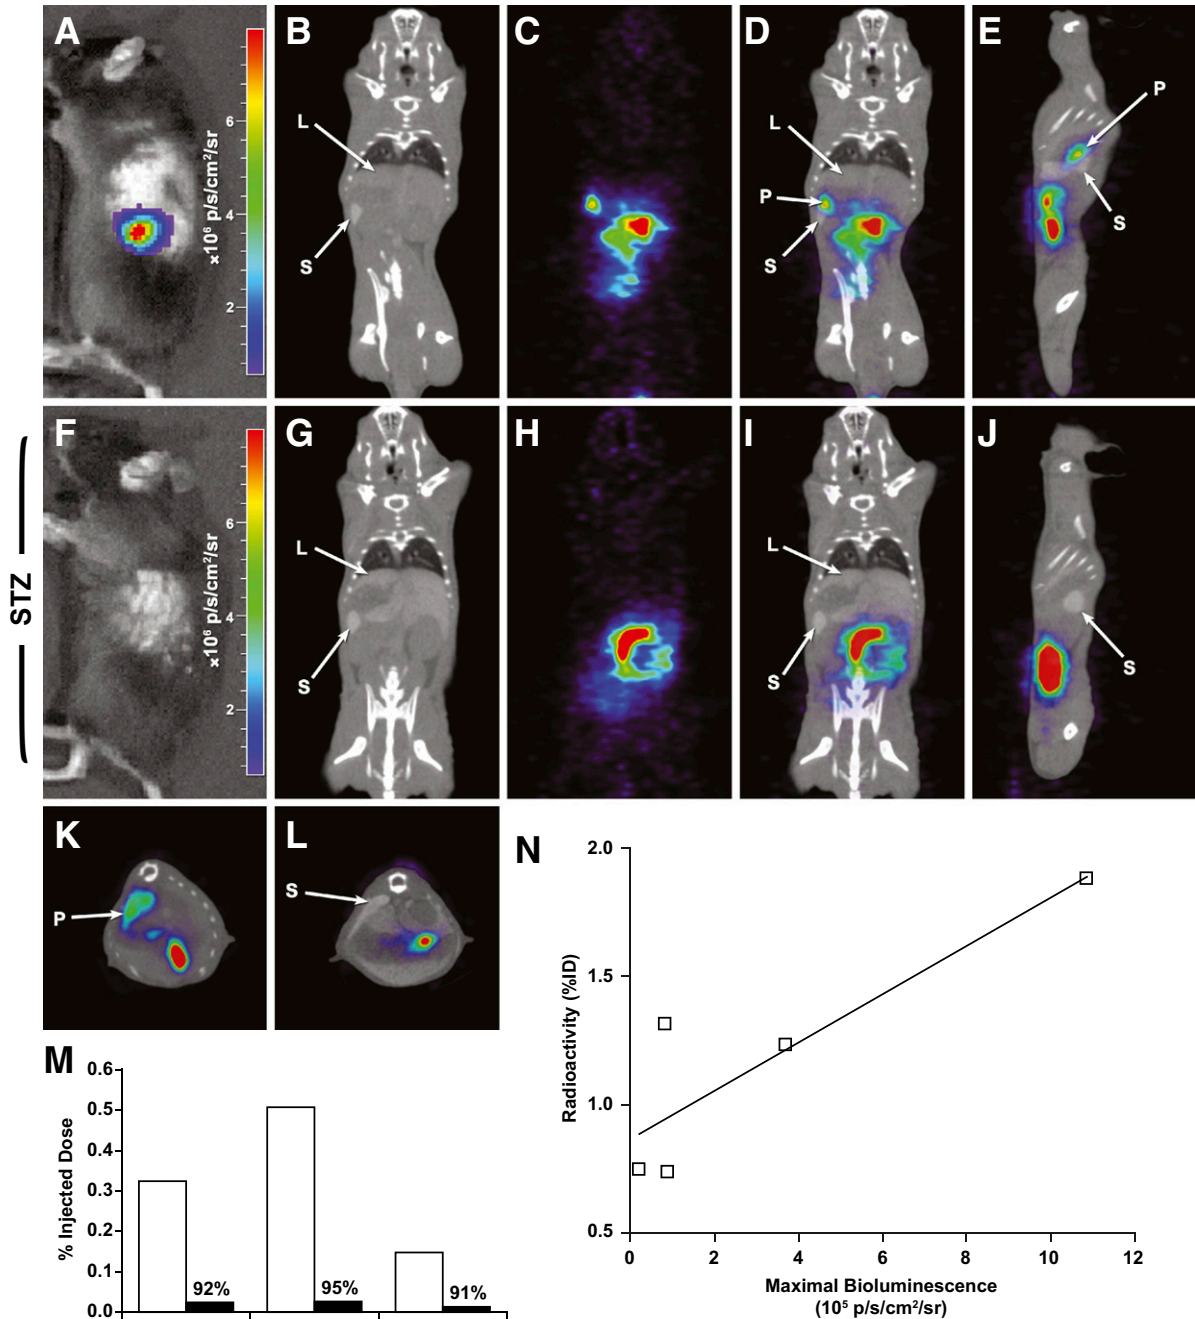 A
6
4
2
×10⁶ p/s/cm²/sr
B
L
S
C
D
L
P
S
E
P
S
STZ
F
6
4
2
×10⁶ p/s/cm²/sr
G
L
S
H
I
L
S
J
S
K
P
L
S
M
% Injected Dose
0.6
0.5
0.4
0.3
0.2
0.1
0.0
92%
95%
91%
N
Radioactivity (%ID)
2.0
1.5
1.0
0.5
0 2 4 6 8 10 12
Maximal Bioluminescence
(10⁵ p/s/cm²/sr)